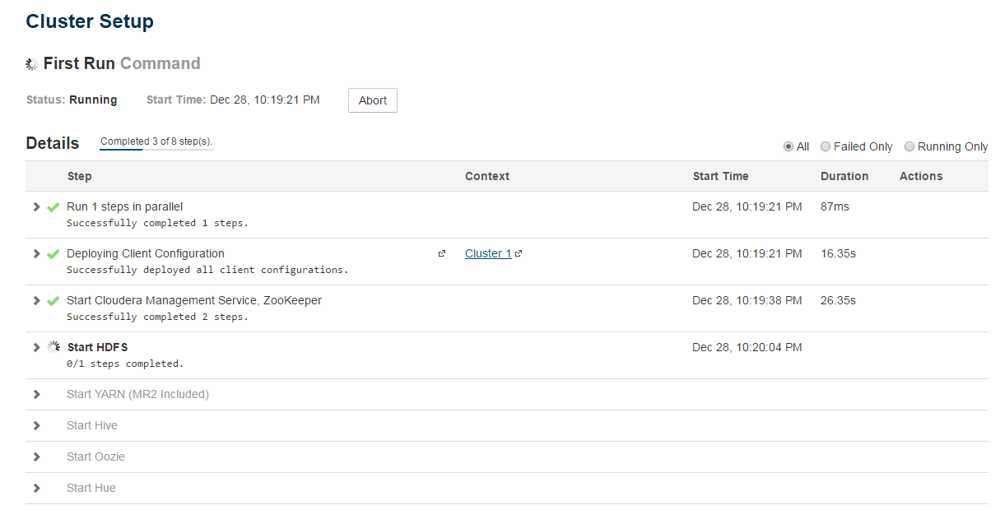 Cluster Setup
First Run Command
Status: Running Start Time: Dec 28, 10:19:21 PM Abort
Details Completed 3 of 8 step(s). All Failed Only Running Only
Step Context Start Time Duration Actions
Run 1 steps in parallel Dec 28, 10:19:21 PM 87ms
Successfully completed 1 steps.
Deploying Client Configuration Cluster 1 Dec 28, 10:19:21 PM 16.35s
Successfully deployed all client configurations.
Start Cloudera Management Service, ZooKeeper Dec 28, 10:19:38 PM 26.35s
Successfully completed 2 steps.
Start HDFS Dec 28, 10:20:04 PM
0/1 steps completed.
Start YARN (MR2 Included)
Start Hive
Start Oozie
Start Hue